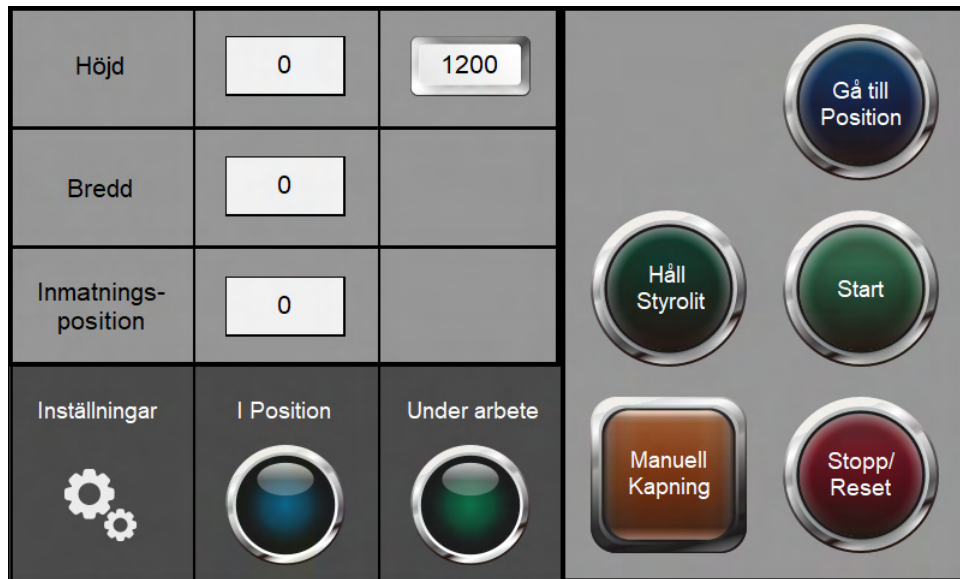 Höjd
0
1200
Gå till
Position
Bredd
0
Håll
Styrolit
Start
Inmatnings-
position
0
Inställningar
I Position
Under arbete
Manuell
Kapning
Stopp/
Reset